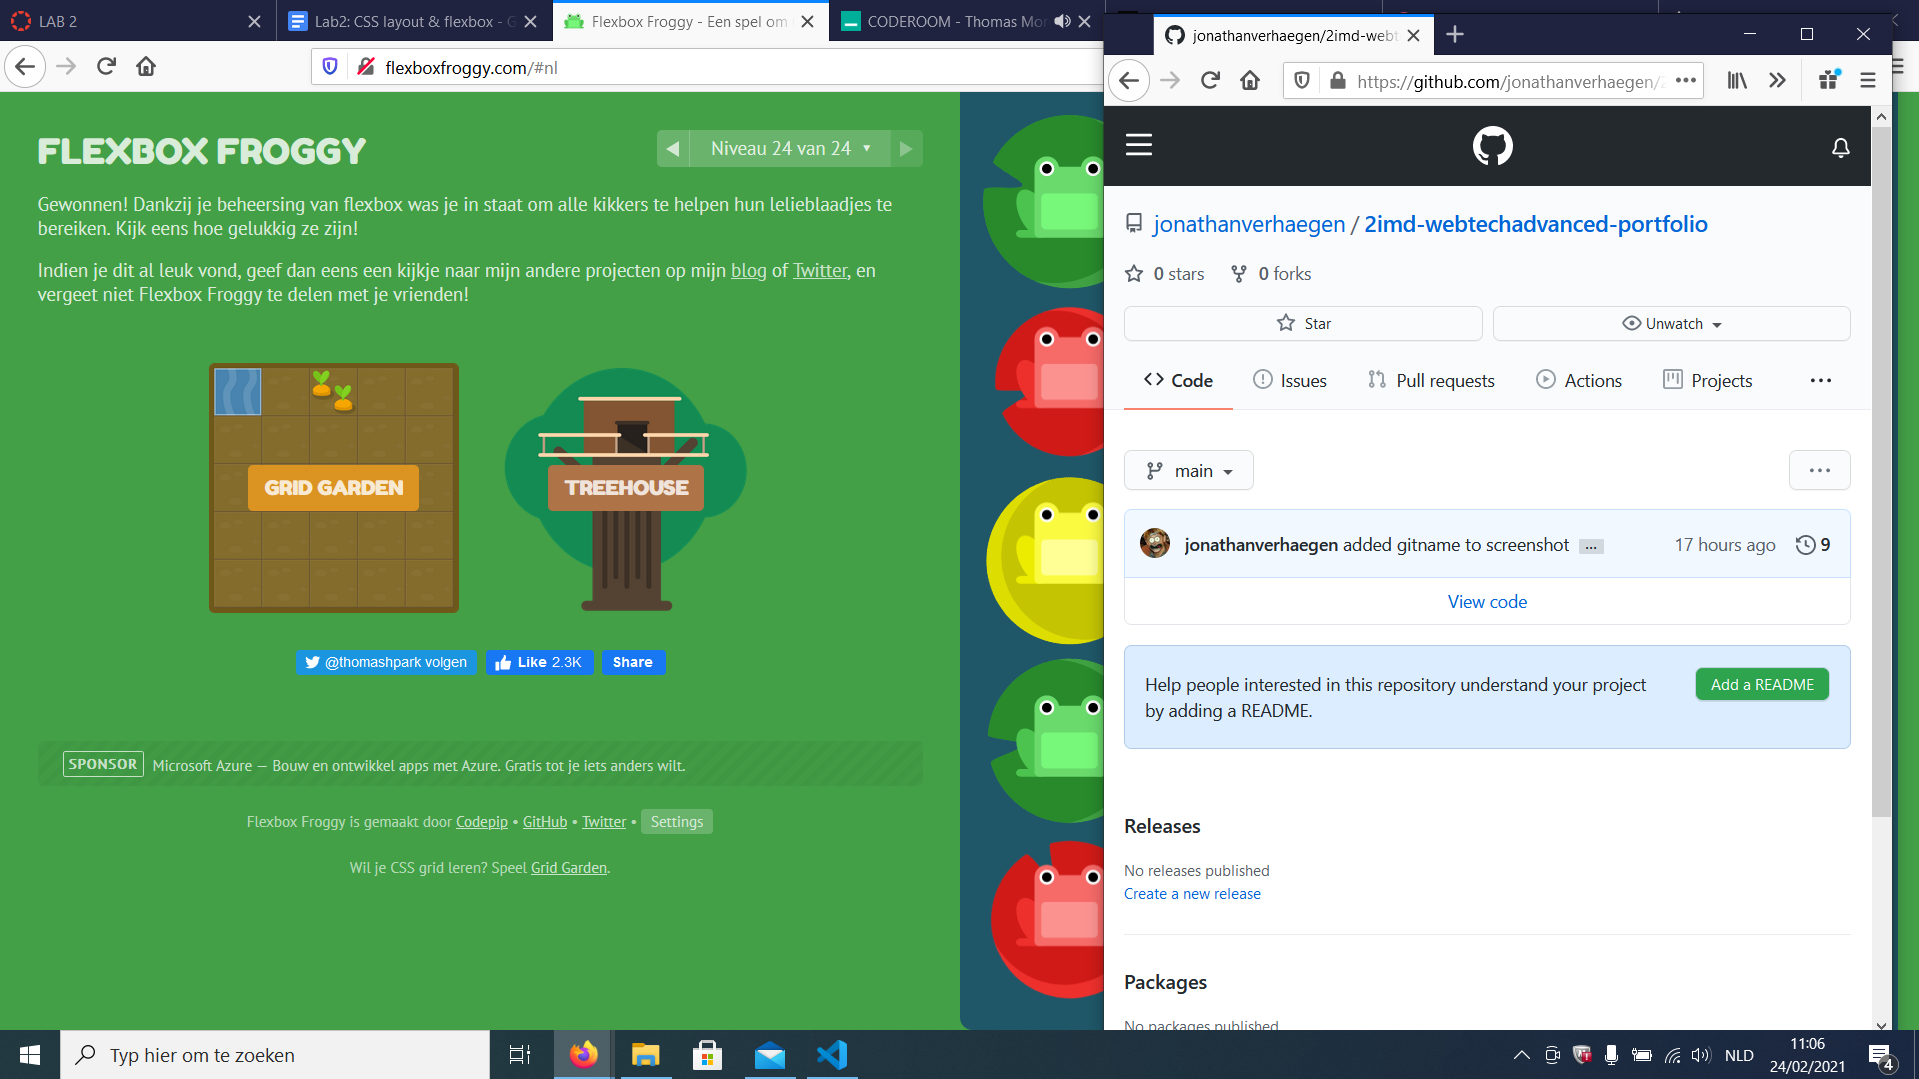 LAB 2
Lab2: CSS layout & flexbox - G
Flexbox Froggy - Een spel om
CODEROOM - Thomas Mor
flexboxfroggy.com/#nl
FLEXBOX FROGGY
Niveau 24 van 24
Gewonnen! Dankzij je beheersing van flexbox was je in staat om alle kikkers te helpen hun lelieblaadjes te
bereiken. Kijk eens hoe gelukkig ze zijn!
Indien je dit al leuk vond, geef dan eens een kijkje naar mijn andere projecten op mijn blog of Twitter, en
vergeet niet Flexbox Froggy te delen met je vrienden!
GRID GARDEN
TREEHOUSE
@thomashpark volgen
Like 2.3K
Share
SPONSOR Microsoft Azure — Bouw en ontwikkel apps met Azure. Gratis tot je iets anders wilt.
Flexbox Froggy is gemaakt door Codepip • GitHub • Twitter • Settings
Wil je CSS grid leren? Speel Grid Garden.
jonathanverhaegen/2imd-webt
https://github.com/jonathanverhaegen/2
jonathanverhaegen / 2imd-webtechadvanced-portfolio
0 stars
0 forks
Star
Unwatch
Code
Issues
Pull requests
Actions
Projects
main
jonathanverhaegen added gitname to screenshot ...
17 hours ago
9
View code
Help people interested in this repository understand your project
by adding a README.
Add a README
Releases
No releases published
Create a new release
Packages
No packages published
Typ hier om te zoeken
NLD
11:06
24/02/2021
4